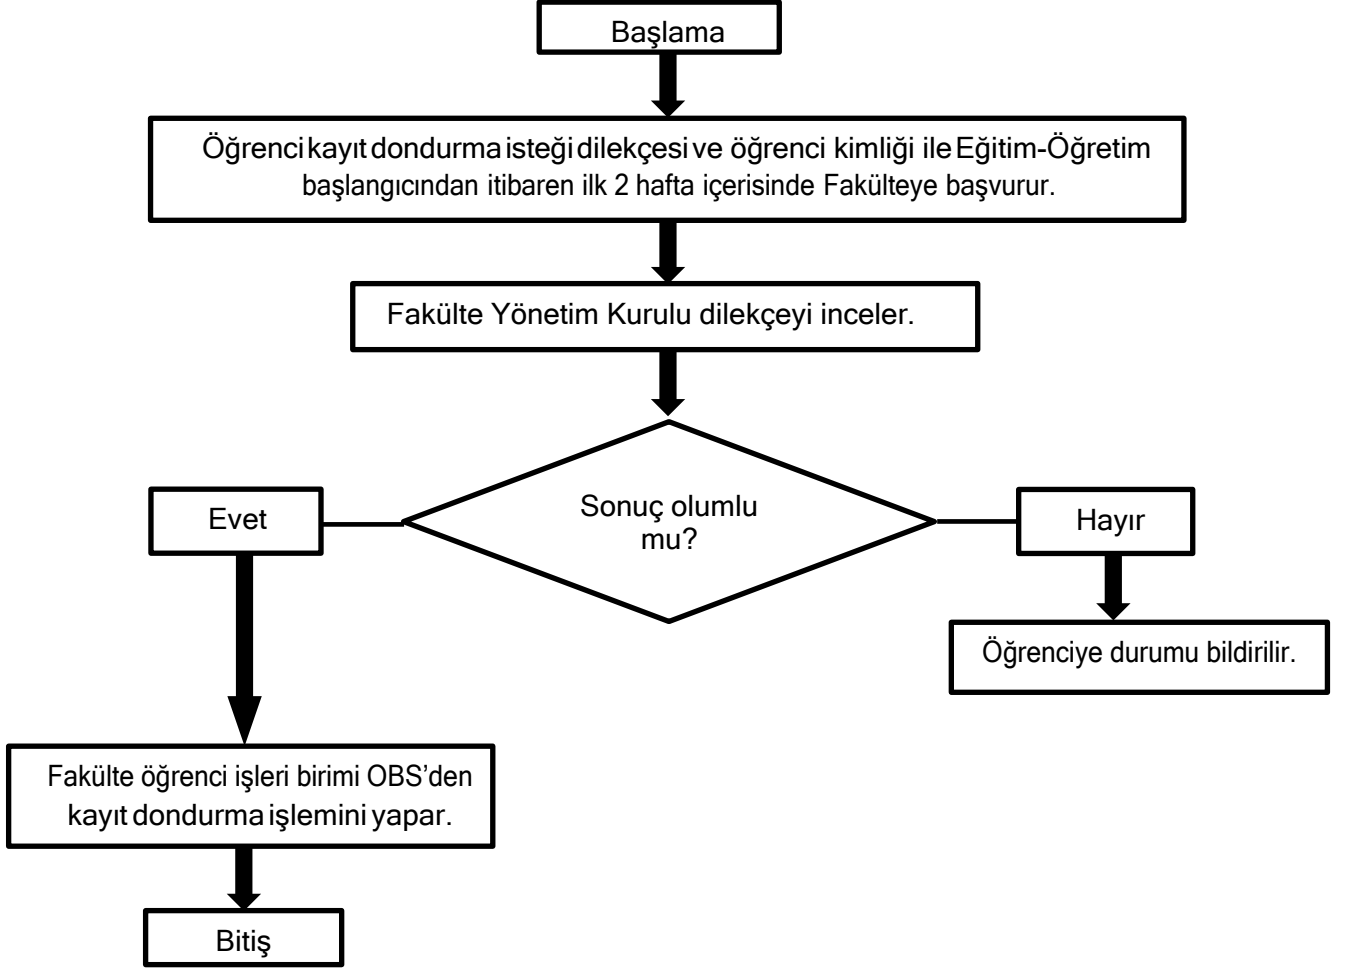 Başlama
Öğrenci kayıt dondurma isteği dilekçesi ve öğrenci kimliği ile Eğitim-Öğretim
başlangıcından itibaren ilk 2 hafta içerisinde Fakülteye başvurur.
Fakülte Yönetim Kurulu dilekçeyi inceler.
Sonuç olumlu
mu?
Evet
Hayır
Öğrenciye durumu bildirilir.
Fakülte öğrenci işleri birimi OBS’den
kayıt dondurma işlemini yapar.
Bitiş